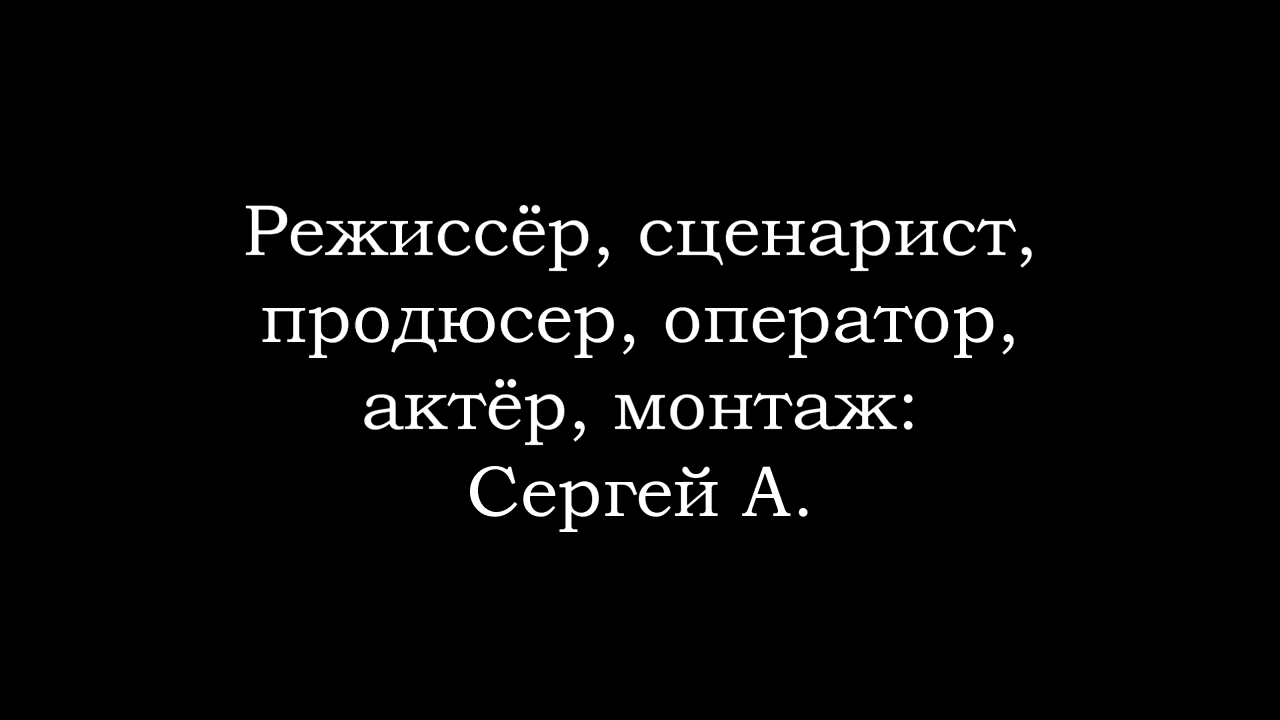 Режиссёр, сценарист,
продюсер, оператор,
актёр, монтаж:
Сергей А.